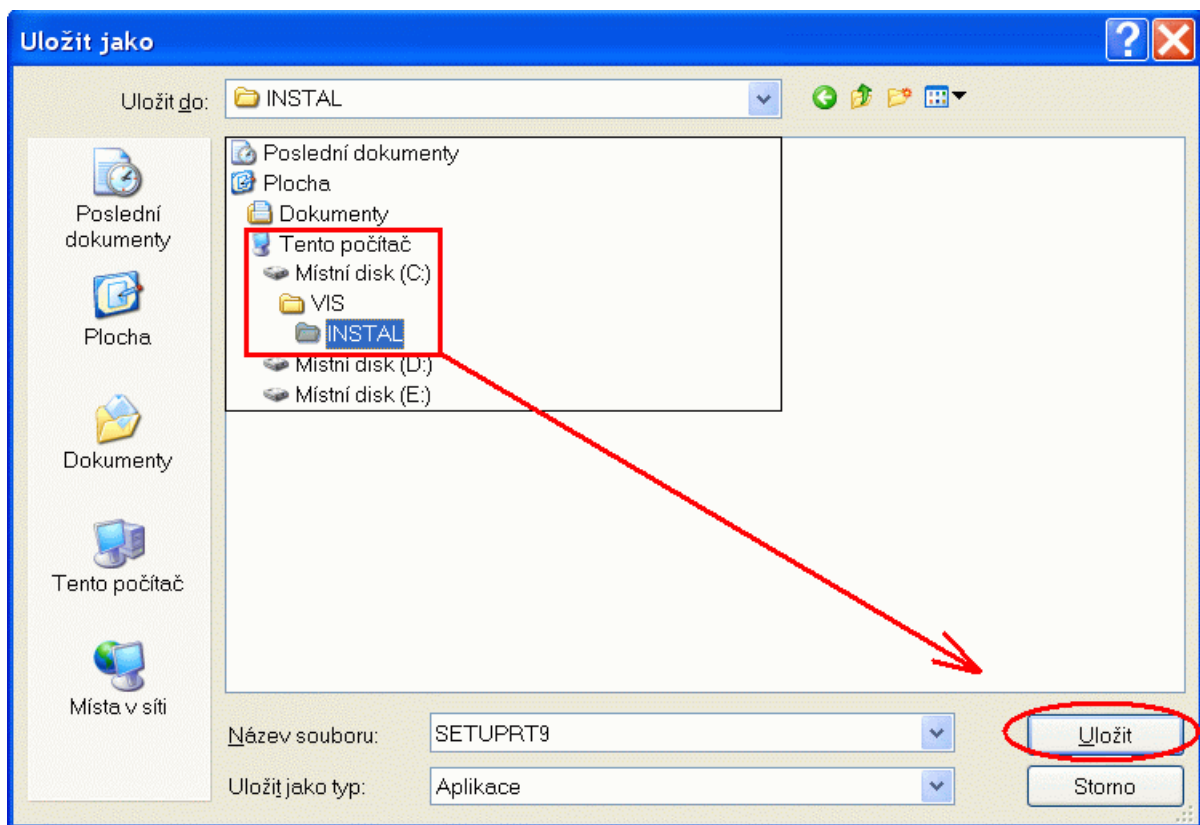 Uložit jako
Uložit do:
INSTAL
Poslední dokumenty
Plocha
Dokumenty
Tento počítač
Místní disk (C:)
VIS
INSTAL
Místní disk (D:)
Místní disk (E:)
Poslední
dokumenty
Plocha
Dokumenty
Tento počítač
Místa v síti
Název souboru:
SETUPRT9
Uložit
Uložit jako typ:
Aplikace
Storno